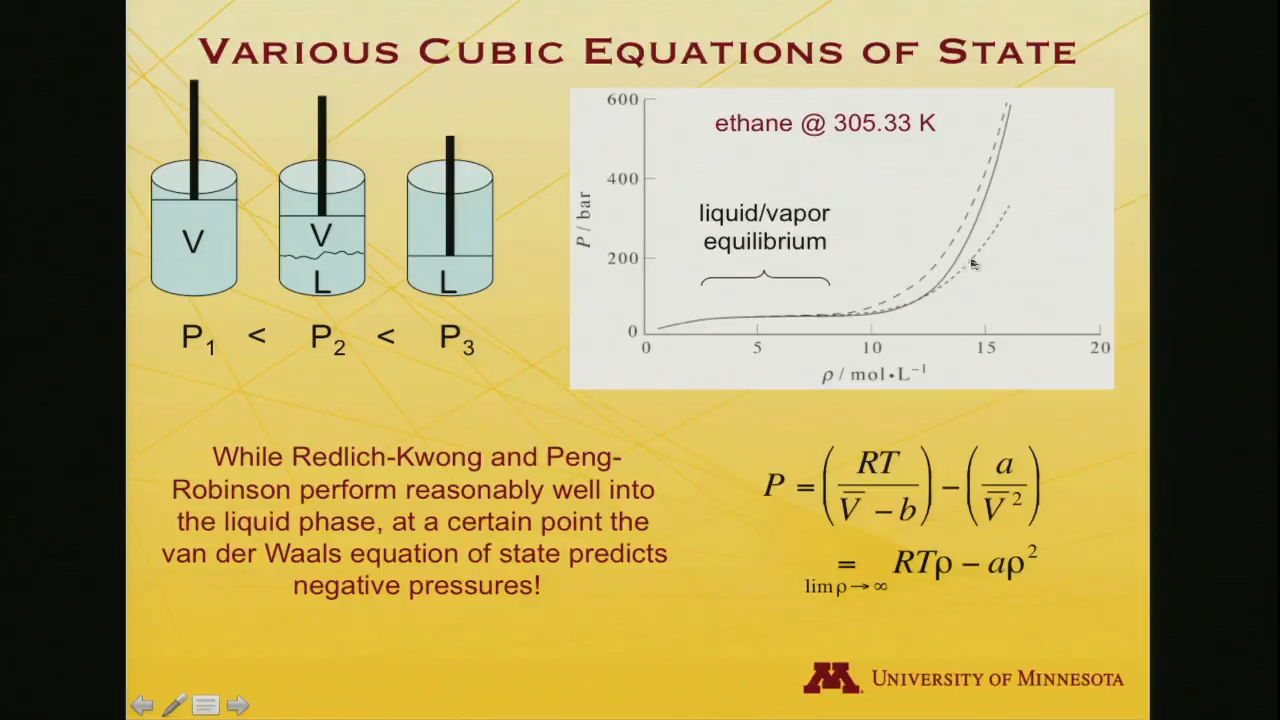 VARIOUS CUBIC EQUATIONS OF STATE
V
V
L
L
P1 < P2 < P3
600
400
200
0
P / bar
ethane @ 305.33 K
liquid/vapor
equilibrium
0 5 10 15 20
ρ / mol•L⁻¹
While Redlich-Kwong and Peng-
Robinson perform reasonably well into
the liquid phase, at a certain point the
van der Waals equation of state predicts
negative pressures!
P = (RT / (V̅ − b)) − (a / V̅²)
= lim ρ→∞ RTρ − aρ²
M UNIVERSITY OF MINNESOTA